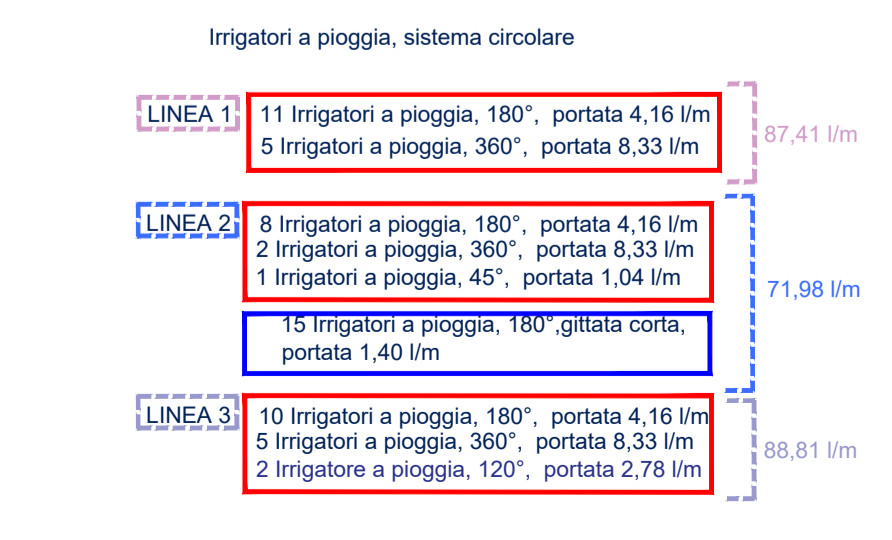 Irrigatori a pioggia, sistema circolare
LINEA 1
11 Irrigatori a pioggia, 180°, portata 4,16 l/m
5 Irrigatori a pioggia, 360°, portata 8,33 l/m
87,41 l/m
LINEA 2
8 Irrigatori a pioggia, 180°, portata 4,16 l/m
2 Irrigatori a pioggia, 360°, portata 8,33 l/m
1 Irrigatori a pioggia, 45°, portata 1,04 l/m
71,98 l/m
15 Irrigatori a pioggia, 180°,gittata corta,
portata 1,40 l/m
LINEA 3
10 Irrigatori a pioggia, 180°, portata 4,16 l/m
5 Irrigatori a pioggia, 360°, portata 8,33 l/m
2 Irrigatore a pioggia, 120°, portata 2,78 l/m
88,81 l/m